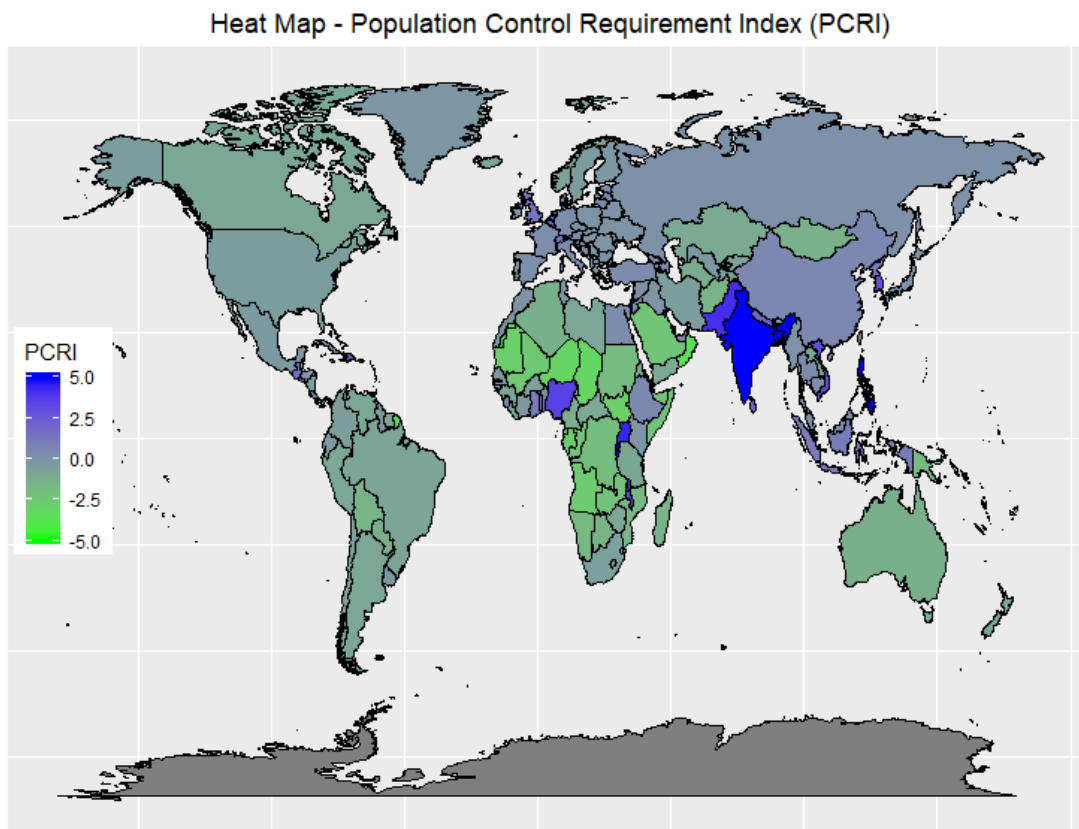 Heat Map - Population Control Requirement Index (PCRI)
PCRI
5.0
2.5
0.0
-2.5
-5.0